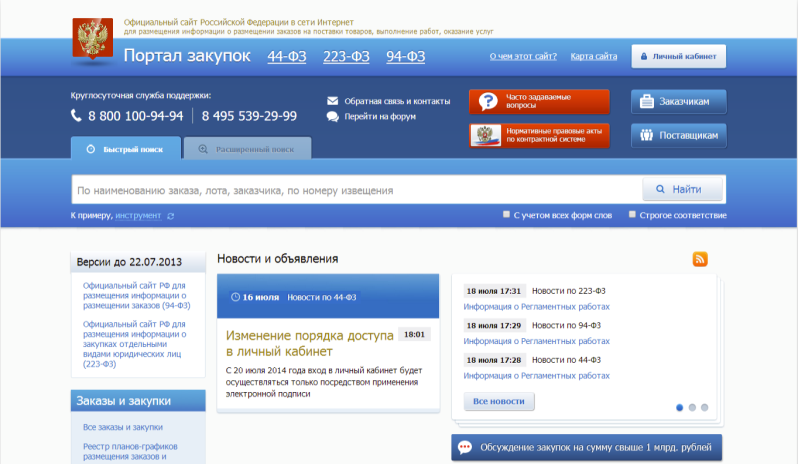 Официальный сайт Российской Федерации в сети Интернет
для размещения информации о размещении заказов на поставки товаров, выполнение работ, оказание услуг
Портал закупок 44-ФЗ 223-ФЗ 94-ФЗ
О чем этот сайт? Карта сайта Личный кабинет
Круглосуточная служба поддержки:
8 800 100-94-94 8 495 539-29-99
Обратная связь и контакты
Перейти на форум
Часто задаваемые
вопросы
Нормативные правовые акты
по контрактной системе
Заказчикам
Поставщикам
Быстрый поиск Расширенный поиск
По наименованию заказа, лота, заказчика, по номеру извещения
Найти
К примеру, инструмент
С учетом всех форм слов Строгое соответствие
Версии до 22.07.2013
Официальный сайт РФ для
размещения информации о
размещении заказов (94-ФЗ)
Официальный сайт РФ для
размещения информации о
закупках отдельными
видами юридических лиц
(223-ФЗ)
Заказы и закупки
Все заказы и закупки
Реестр планов-графиков
размещения заказов и
Новости и объявления
16 июля Новости по 44-ФЗ
Изменение порядка доступа
в личный кабинет
18:01
С 20 июля 2014 года вход в личный кабинет будет
осуществляться только посредством применения
электронной подписи
18 июля 17:31 Новости по 223-ФЗ
Информация о Регламентных работах
18 июля 17:29 Новости по 94-ФЗ
Информация о Регламентных работах
18 июля 17:28 Новости по 44-ФЗ
Информация о Регламентных работах
Все новости
Обсуждение закупок на сумму свыше 1 млрд. рублей